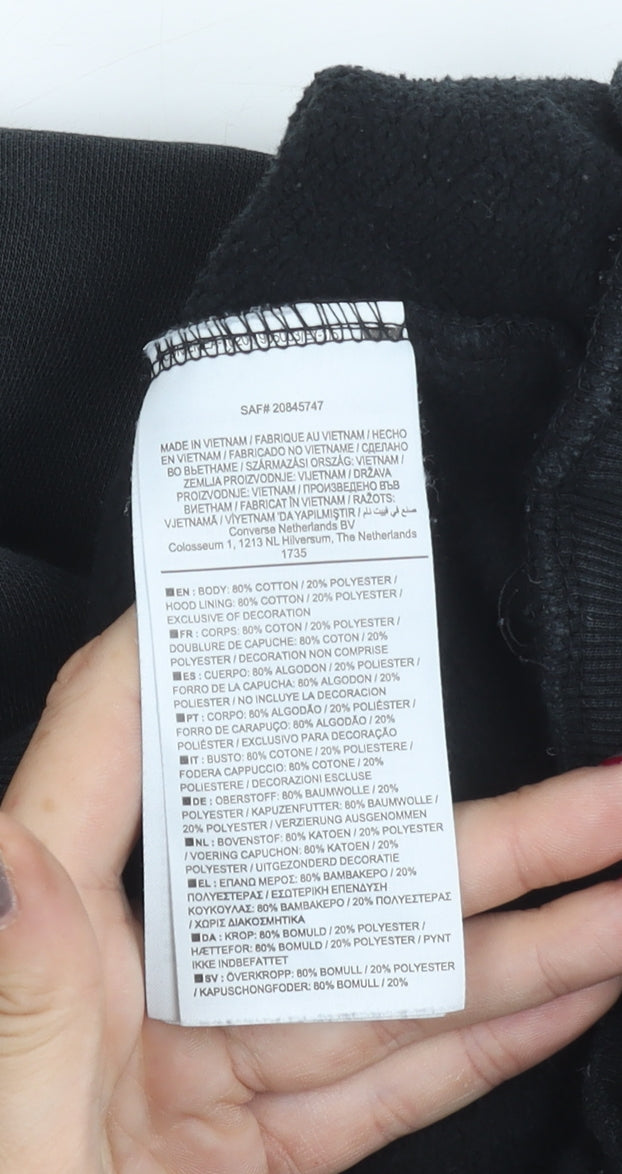 SAF# 20845747
MADE IN VIETNAM / FABRIQUE AU VIETNAM / HECHO
EN VIETNAM / FABRICADO NO VIETNAME / СДЕЛАНО
ВО ВЬЕТНАМЕ / SZÁRMAZÁSI ORSZÁG: VIETNAM /
ZEMLJA PROIZVODNJE: VIJETNAM / DRŽAVA
PROIZVODNJE: VIETNAM / ПРОИЗВЕДЕНО ВЪВ
ВИЕТНАМ / FABRICAT ÎN VIETNAM / RAŽOTS:
VJETNAMĀ / VİYETNAM'DA YAPILMIŞTIR / صنع في فييت نام
Converse Netherlands BV
Colosseum 1, 1213 NL Hilversum, The Netherlands
1735
EN : BODY: 80% COTTON / 20% POLYESTER /
HOOD LINING: 80% COTTON / 20% POLYESTER /
EXCLUSIVE OF DECORATION
FR : CORPS: 80% COTON / 20% POLYESTER /
DOUBLURE DE CAPUCHE: 80% COTON / 20%
POLYESTER / DECORATION NON COMPRISE
ES : CUERPO: 80% ALGODON / 20% POLIESTER /
FORRO DE LA CAPUCHA: 80% ALGODON / 20%
POLIESTER / NO INCLUYE LA DECORACION
PT : CORPO: 80% ALGODÃO / 20% POLIÉSTER /
FORRO DE CARAPUÇO: 80% ALGODÃO / 20%
POLIÉSTER / EXCLUSIVO PARA DECORAÇÃO
IT : BUSTO: 80% COTONE / 20% POLIESTERE /
FODERA CAPPUCCIO: 80% COTONE / 20%
POLIESTERE / DECORAZIONI ESCLUSE
DE : OBERSTOFF: 80% BAUMWOLLE / 20%
POLYESTER / KAPUZENFUTTER: 80% BAUMWOLLE /
20% POLYESTER / VERZIERUNG AUSGENOMMEN
NL : BOVENSTOF: 80% KATOEN / 20% POLYESTER
/ VOERING CAPUCHON: 80% KATOEN / 20%
POLYESTER / UITGEZONDERD DECORATIE
EL : ΕΠΑΝΩ ΜΕΡΟΣ: 80% ΒΑΜΒΑΚΕΡΟ / 20%
ΠΟΛΥΕΣΤΕΡΑΣ / ΕΣΩΤΕΡΙΚΗ ΕΠΕΝΔΥΣΗ
ΚΟΥΚΟΥΛΑΣ: 80% ΒΑΜΒΑΚΕΡΟ / 20% ΠΟΛΥΕΣΤΕΡΑΣ
/ ΧΩΡΙΣ ΔΙΑΚΟΣΜΗΤΙΚΑ
DA : KROP: 80% BOMULD / 20% POLYESTER /
HÆTTEFOR: 80% BOMULD / 20% POLYESTER / PYNT
IKKE INDBEFATTET
SV : ÖVERKROPP: 80% BOMULL / 20% POLYESTER
/ KAPUSCHONGFODER: 80% BOMULL / 20%